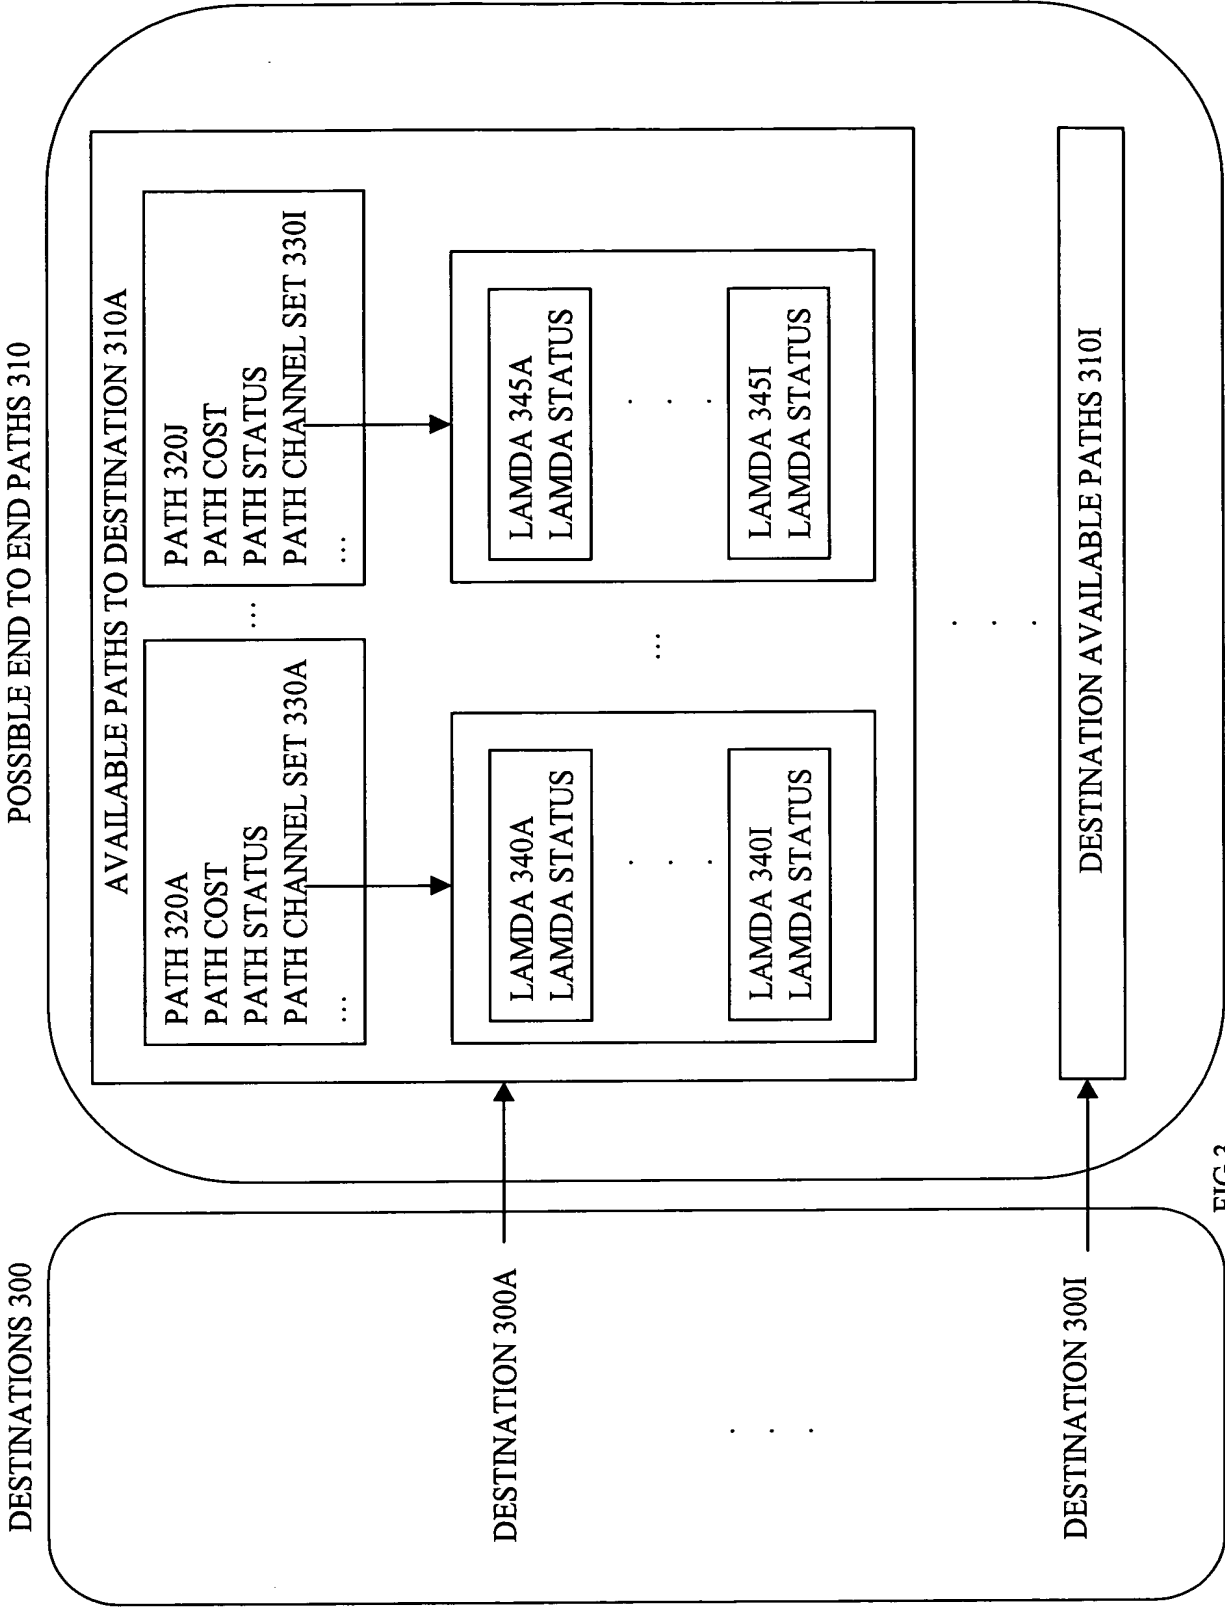 DESTINATIONS 300
DESTINATION 300A
. . .
DESTINATION 300I
POSSIBLE END TO END PATHS 310
AVAILABLE PATHS TO DESTINATION 310A
PATH 320A
PATH COST
PATH STATUS
PATH CHANNEL SET 330A
...
...
PATH 320J
PATH COST
PATH STATUS
PATH CHANNEL SET 330I
...
LAMDA 340A
LAMDA STATUS
. . .
LAMDA 340I
LAMDA STATUS
...
LAMDA 345A
LAMDA STATUS
. . .
LAMDA 345I
LAMDA STATUS
. . .
DESTINATION AVAILABLE PATHS 310I